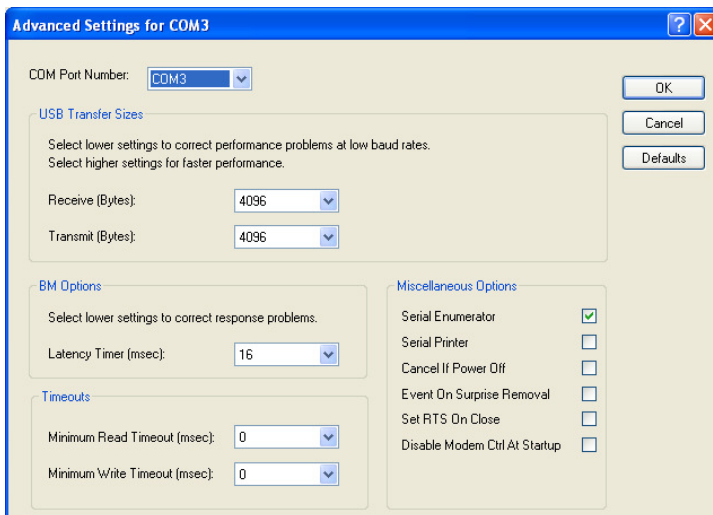 Advanced Settings for COM3
COM Port Number: COM3
OK
Cancel
Defaults
USB Transfer Sizes
Select lower settings to correct performance problems at low baud rates.
Select higher settings for faster performance.
Receive (Bytes): 4096
Transmit (Bytes): 4096
BM Options
Select lower settings to correct response problems.
Latency Timer (msec): 16
Timeouts
Minimum Read Timeout (msec): 0
Minimum Write Timeout (msec): 0
Miscellaneous Options
Serial Enumerator
Serial Printer
Cancel If Power Off
Event On Surprise Removal
Set RTS On Close
Disable Modem Ctrl At Startup